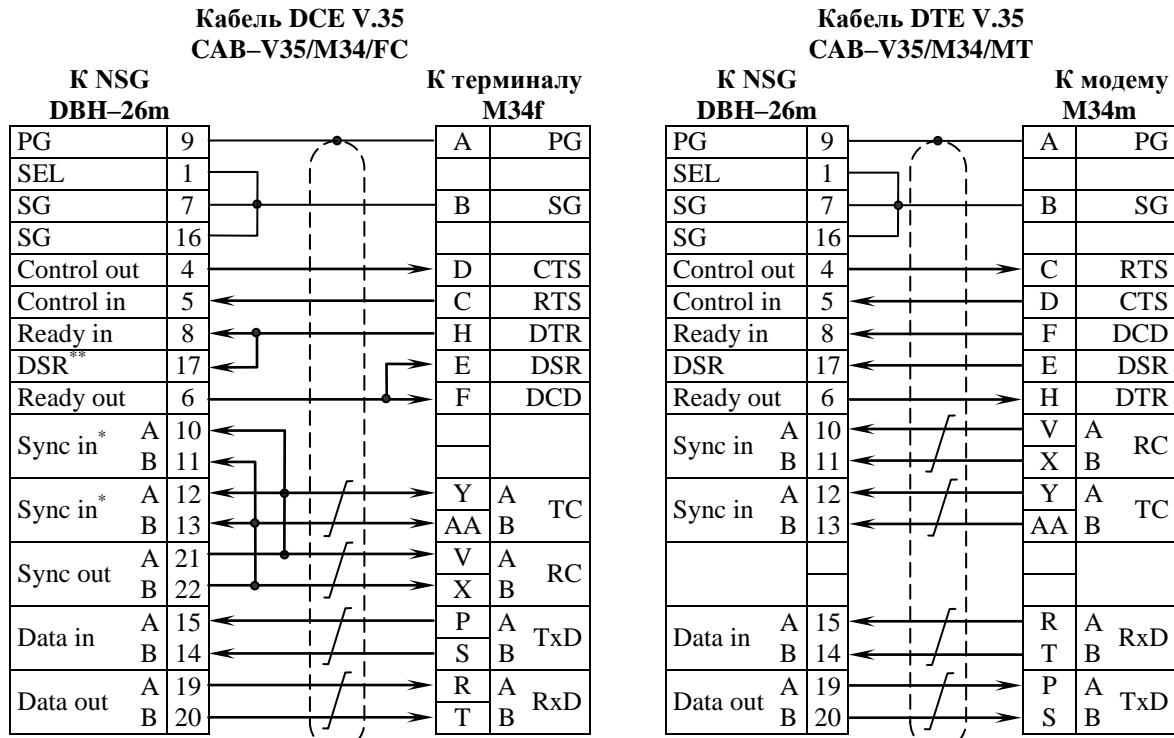 Кабель DCE V.35
CAB–V35/M34/FC
К NSG К терминалу
DBH–26m M34f
PG 9 A PG
SEL 1
SG 7 B SG
SG 16
Control out 4 D CTS
Control in 5 C RTS
Ready in 8 H DTR
DSR** 17 E DSR
Ready out 6 F DCD
Sync in* A 10
B 11
Sync in* A 12 Y A TC
B 13 AA B
Sync out A 21 V A RC
B 22 X B
Data in A 15 P A TxD
B 14 S B
Data out A 19 R A RxD
B 20 T B
Кабель DTE V.35
CAB–V35/M34/MT
К NSG К модему
DBH–26m M34m
PG 9 A PG
SEL 1
SG 7 B SG
SG 16
Control out 4 C RTS
Control in 5 D CTS
Ready in 8 F DCD
DSR 17 E DSR
Ready out 6 H DTR
Sync in A 10 V A RC
B 11 X B
Sync in A 12 Y A TC
B 13 AA B
Data in A 15 R A RxD
B 14 T B
Data out A 19 P A TxD
B 20 S B